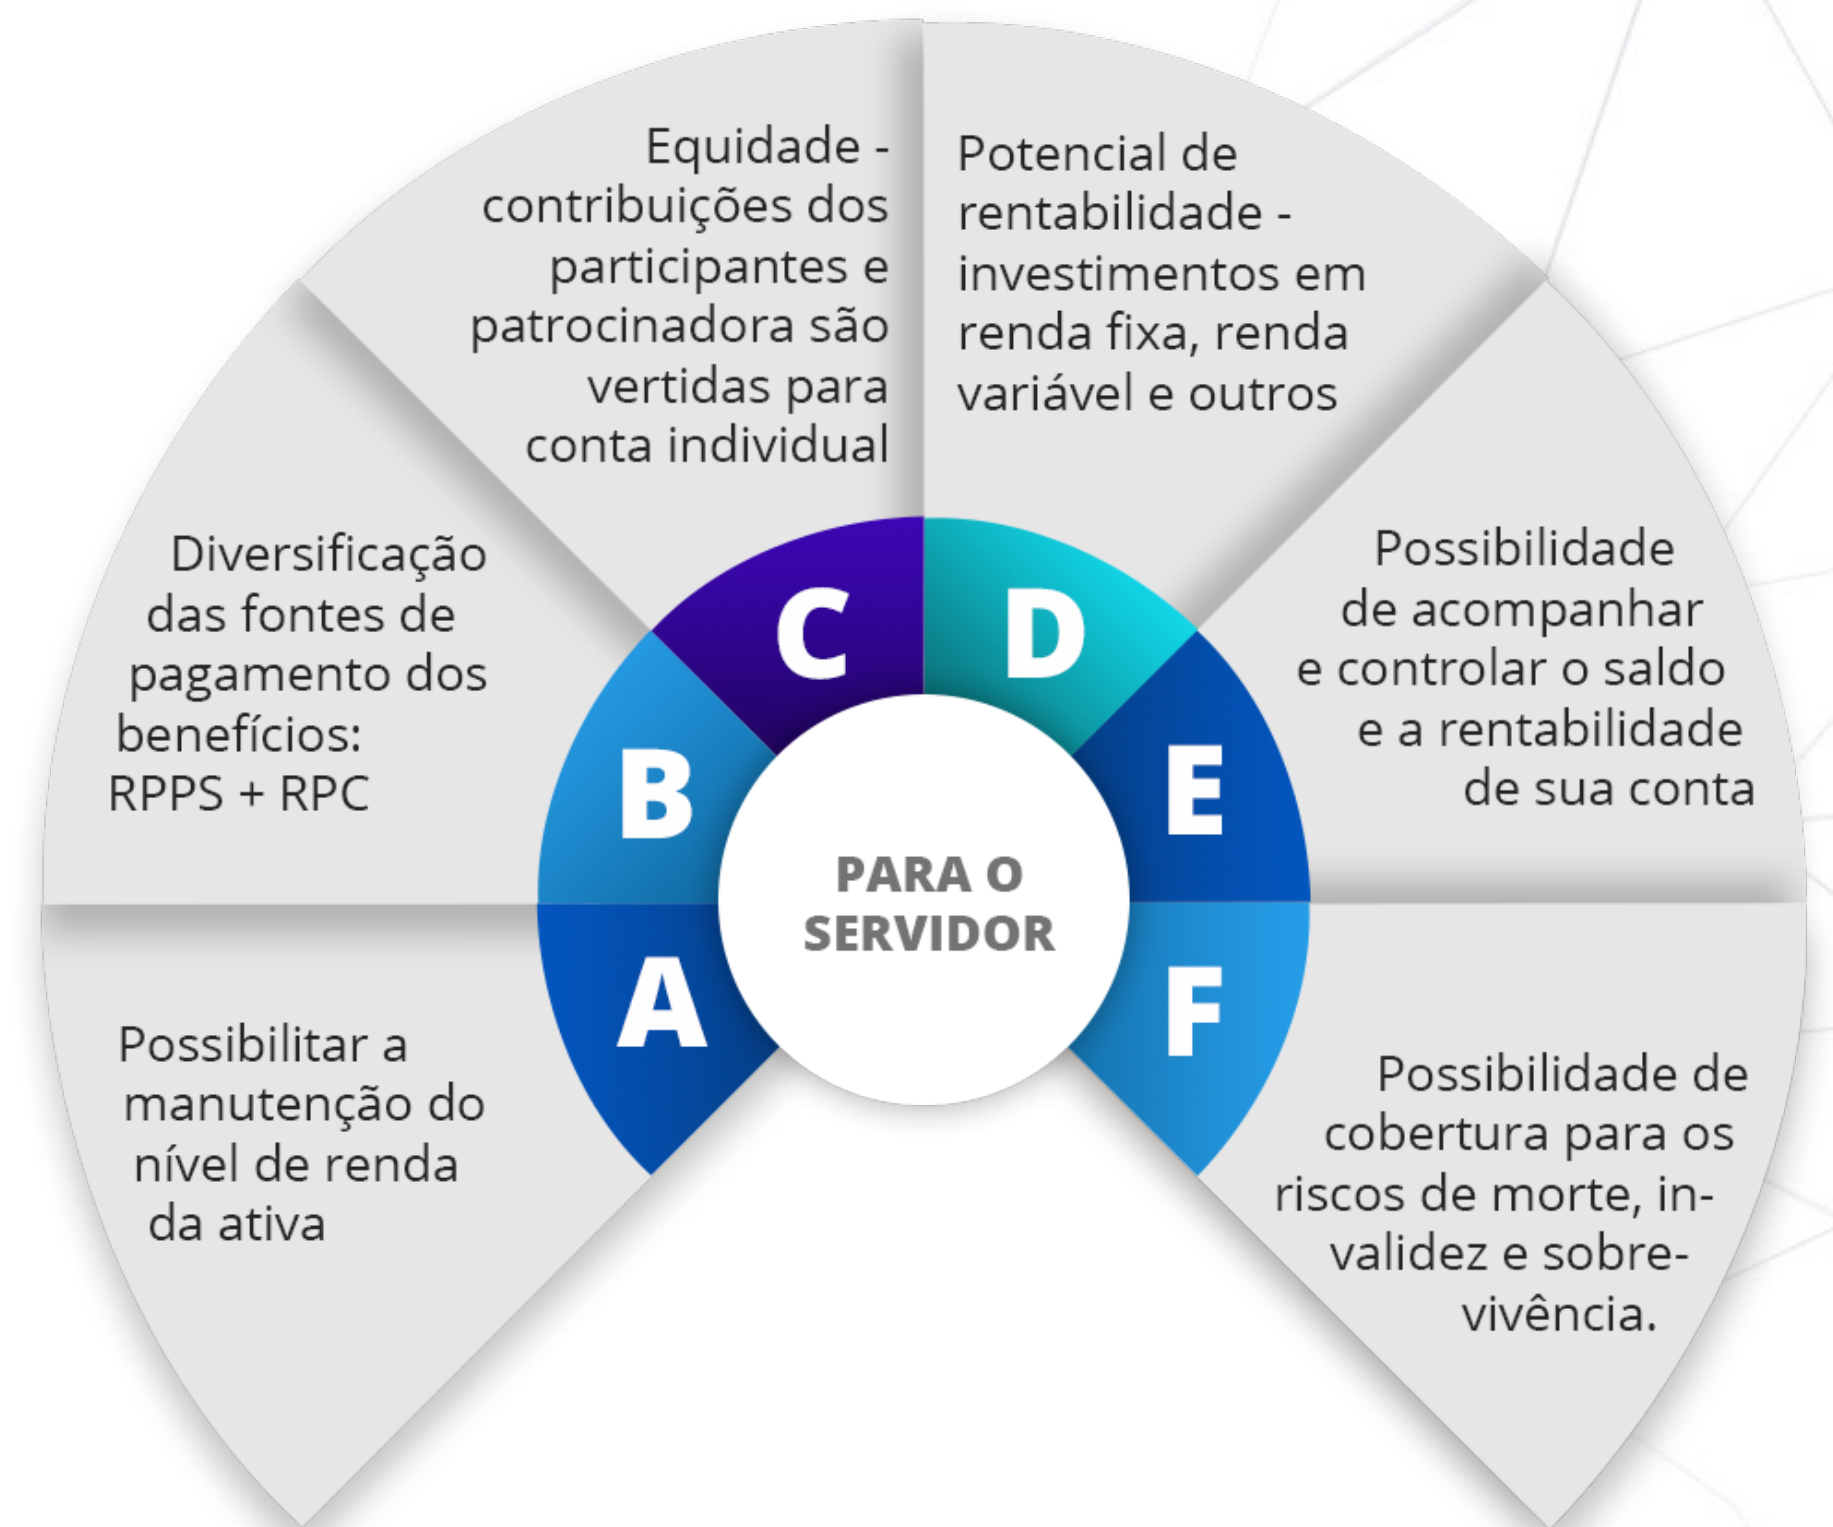 PARA O
SERVIDOR
A
Possibilitar a
manutenção do
nível de renda
da ativa
B
Diversificação
das fontes de
pagamento dos
benefícios:
RPPS + RPC
C
Equidade -
contribuições dos
participantes e
patrocinadora são
vertidas para
conta individual
D
Potencial de
rentabilidade -
investimentos em
renda fixa, renda
variável e outros
E
Possibilidade
de acompanhar
e controlar o saldo
e a rentabilidade
de sua conta
F
Possibilidade de
cobertura para os
riscos de morte, in-
validez e sobre-
vivência.